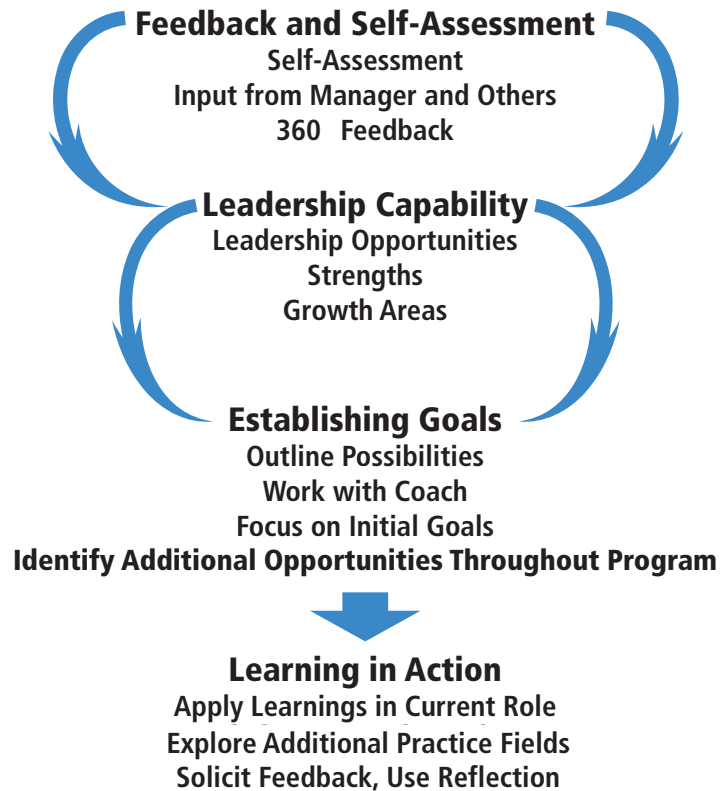 Feedback and Self-Assessment
Self-Assessment
Input from Manager and Others
360 Feedback
Leadership Capability
Leadership Opportunities
Strengths
Growth Areas
Establishing Goals
Outline Possibilities
Work with Coach
Focus on Initial Goals
Identify Additional Opportunities Throughout Program
Learning in Action
Apply Learnings in Current Role
Explore Additional Practice Fields
Solicit Feedback, Use Reflection